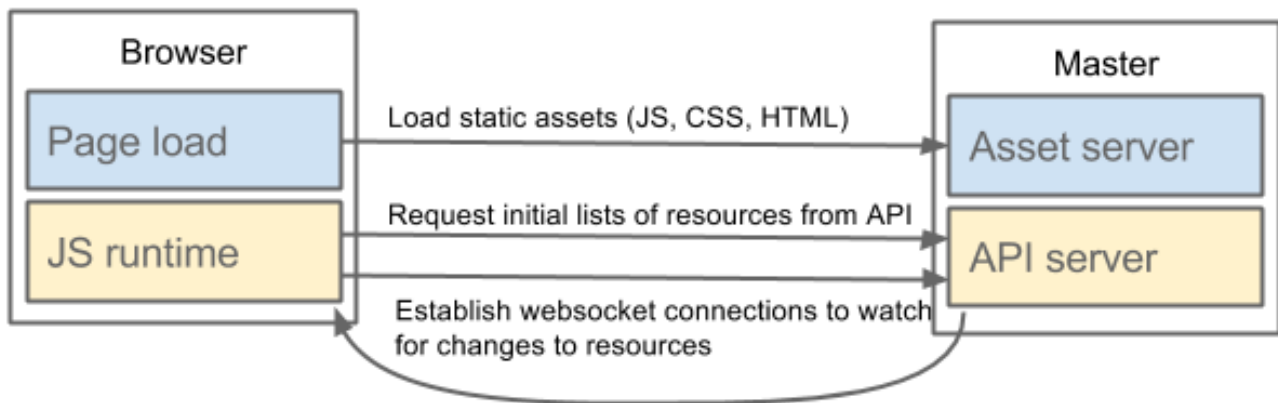 Browser
Page load
JS runtime
Load static assets (JS, CSS, HTML)
Request initial lists of resources from API
Establish websocket connections to watch
for changes to resources
Master
Asset server
API server